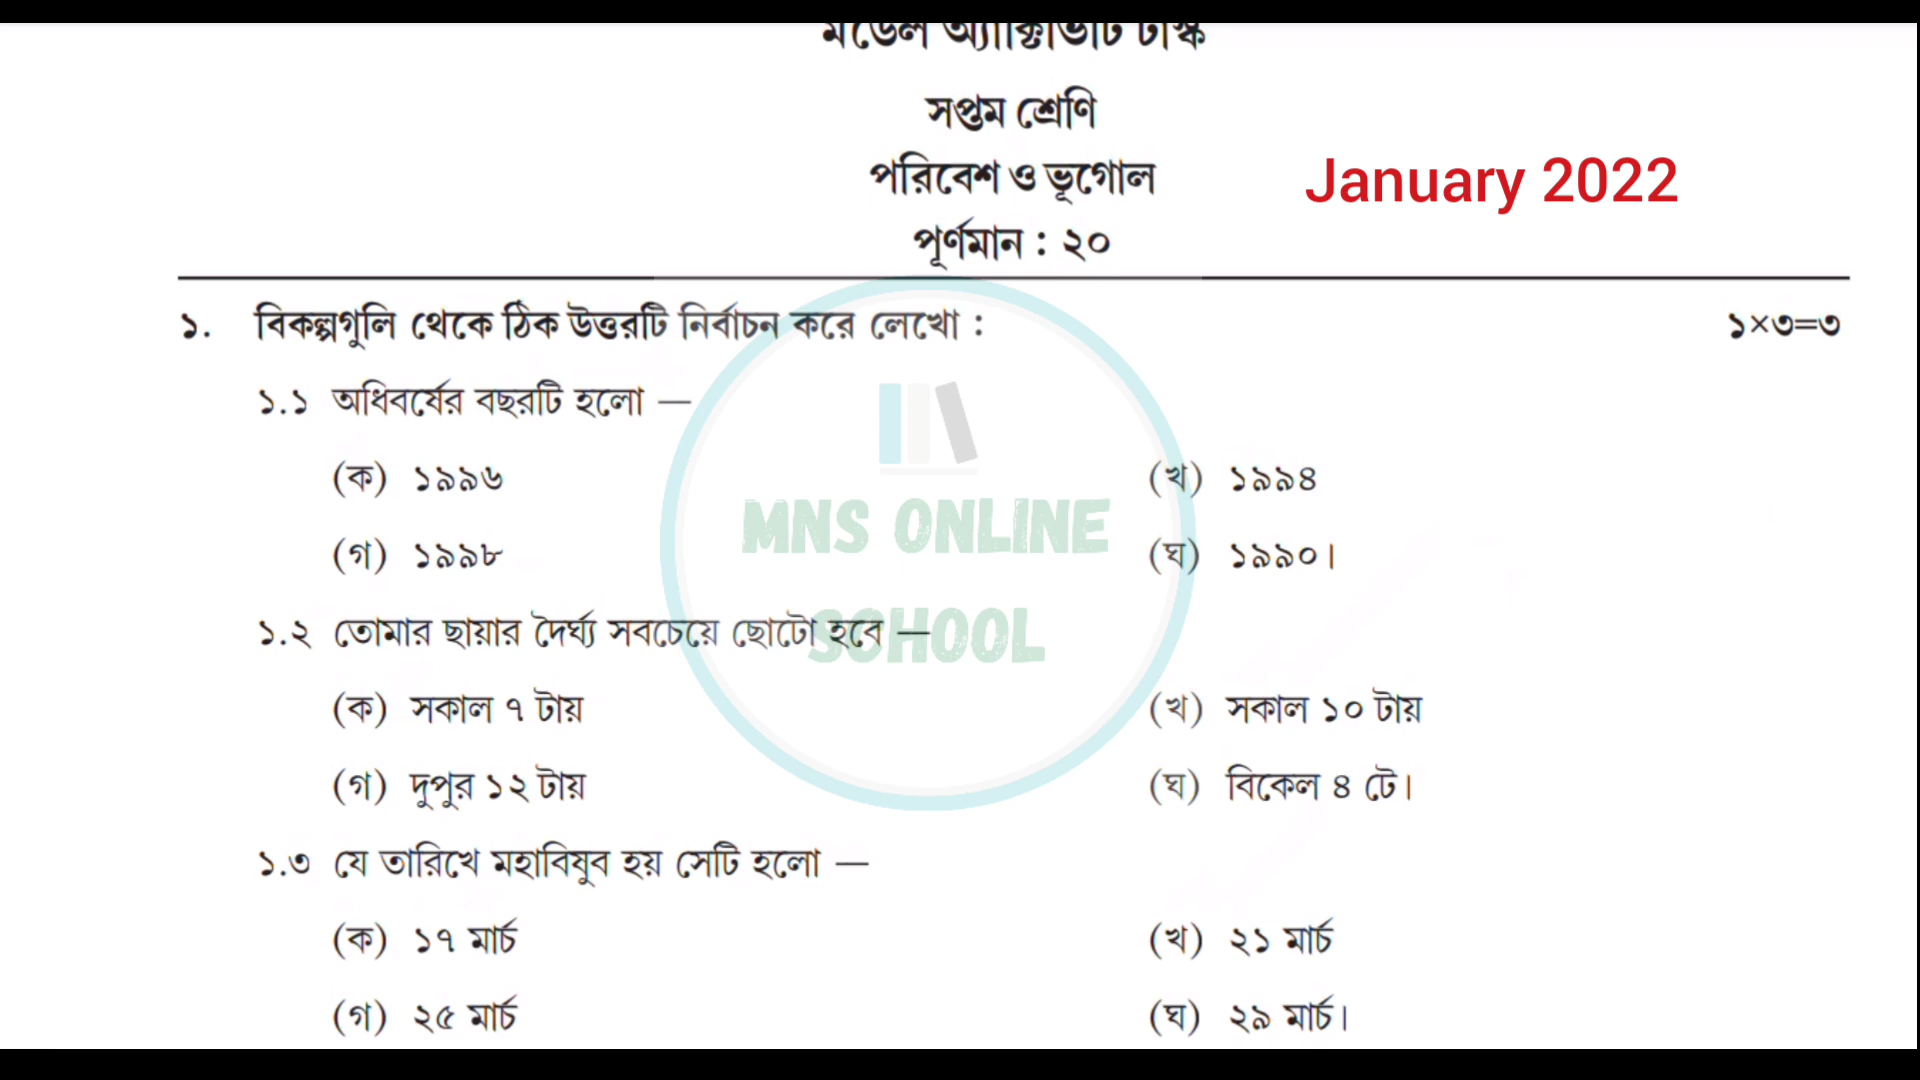 মডেল অ্যাক্টিভিটি টাস্ক
সপ্তম শ্রেণি
পরিবেশ ও ভূগোল
January 2022
পূর্ণমান : ২০
১. বিকল্পগুলি থেকে ঠিক উত্তরটি নির্বাচন করে লেখো : ১×৩=৩
১.১ অধিবর্ষের বছরটি হলো —
(ক) ১৯৯৬ (খ) ১৯৯৪
(গ) ১৯৯৮ (ঘ) ১৯৯০।
১.২ তোমার ছায়ার দৈর্ঘ্য সবচেয়ে ছোটো হবে —
(ক) সকাল ৭ টায় (খ) সকাল ১০ টায়
(গ) দুপুর ১২ টায় (ঘ) বিকেল ৪ টে।
১.৩ যে তারিখে মহাবিষুব হয় সেটি হলো —
(ক) ১৭ মার্চ (খ) ২১ মার্চ
(গ) ২৫ মার্চ (ঘ) ২৯ মার্চ।
MNS ONLINE
SCHOOL